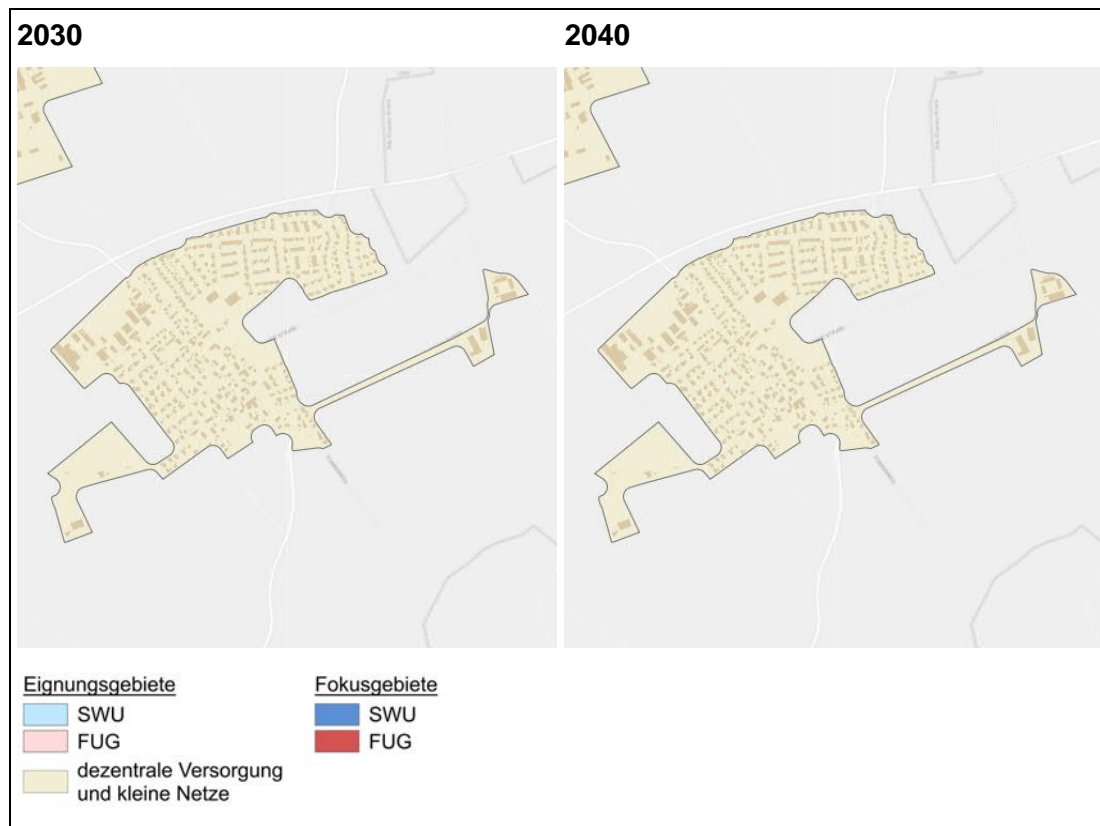 2030
2040
Eignungsgebiete
SWU
FUG
dezentrale Versorgung
und kleine Netze
Fokusgebiete
SWU
FUG